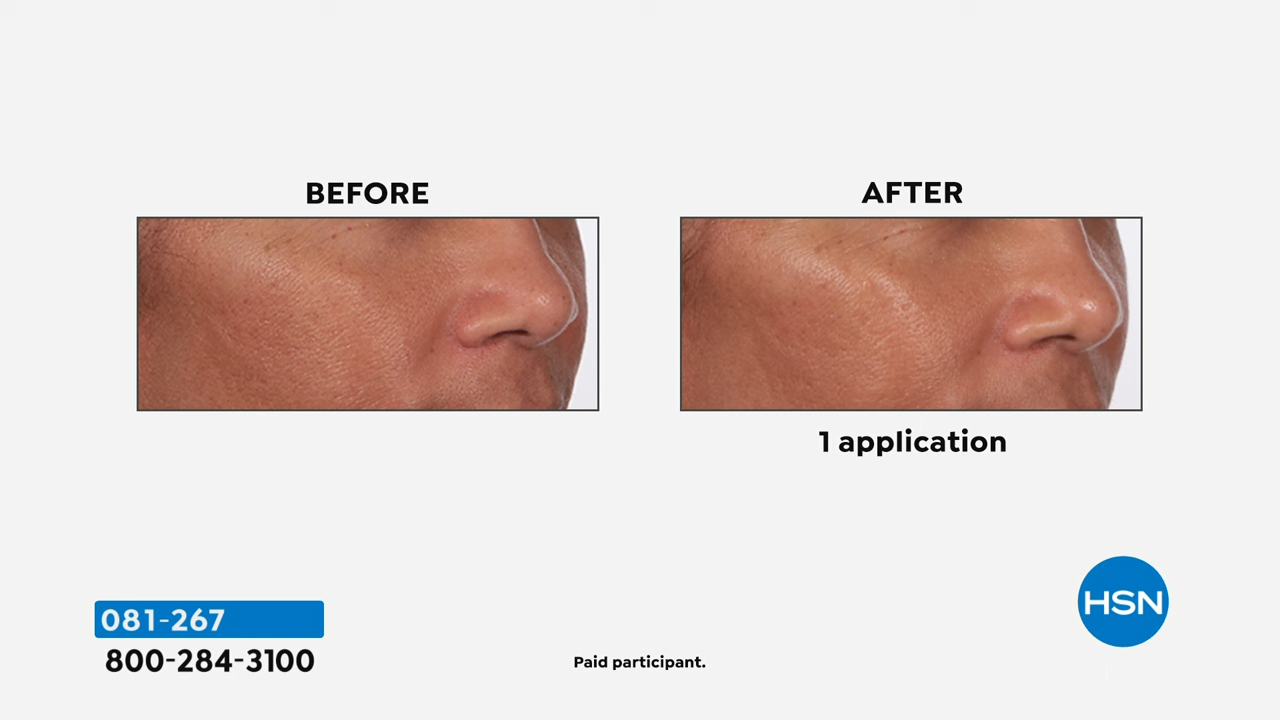 BEFORE
AFTER
1 application
081-267
800-284-3100
Paid participant.
HSN